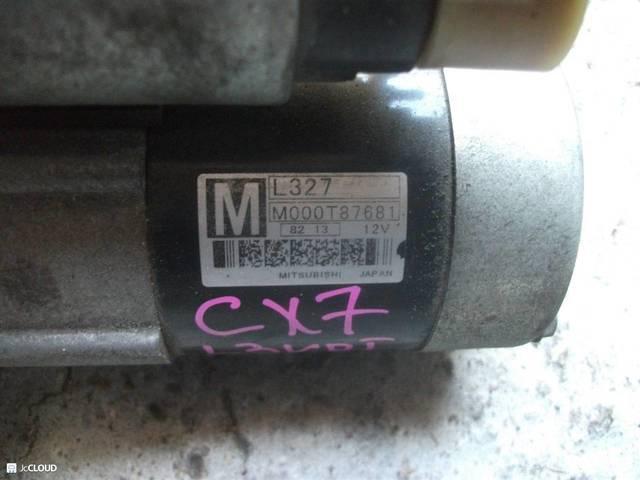 M
L327
M000T87681
82 13 12V
MITSUBISHI JAPAN
CX7
JcCLOUD